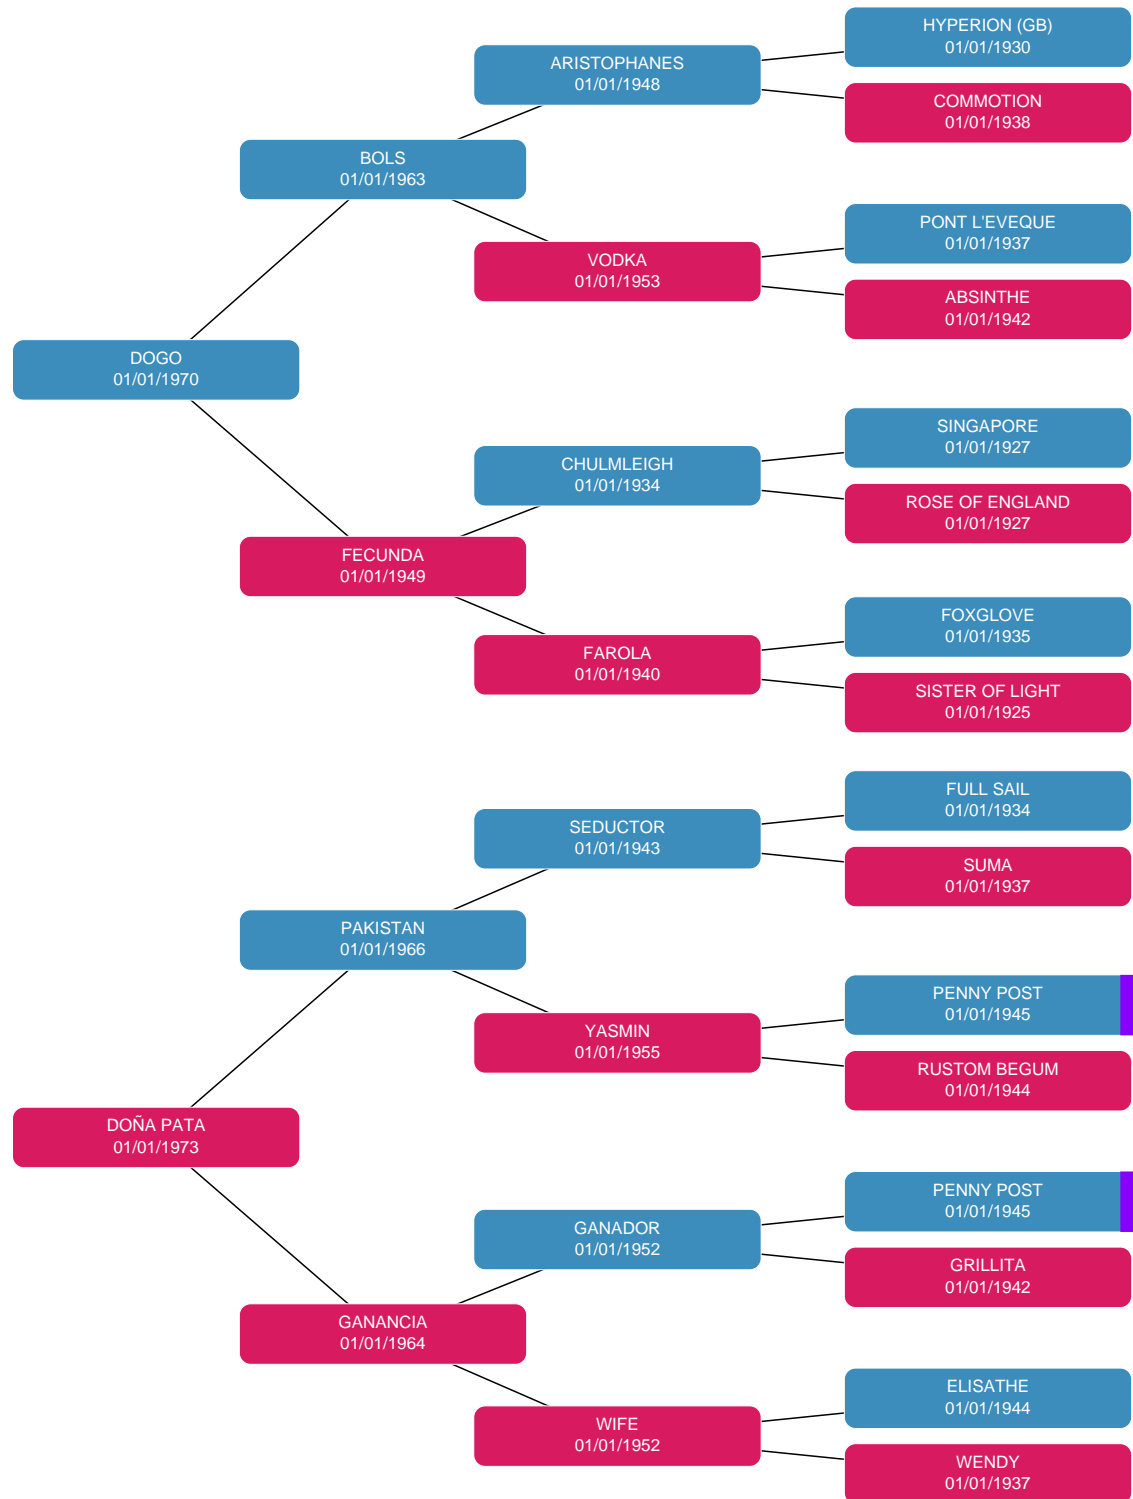 HYPERION (GB)
01/01/1930
ARISTOPHANES
01/01/1948
COMMOTION
01/01/1938
BOLS
01/01/1963
PONT L'EVEQUE
01/01/1937
VODKA
01/01/1953
ABSINTHE
01/01/1942
DOGO
01/01/1970
SINGAPORE
01/01/1927
CHULMLEIGH
01/01/1934
ROSE OF ENGLAND
01/01/1927
FECUNDA
01/01/1949
FOXGLOVE
01/01/1935
FAROLA
01/01/1940
SISTER OF LIGHT
01/01/1925
FULL SAIL
01/01/1934
SEDUCTOR
01/01/1943
SUMA
01/01/1937
PAKISTAN
01/01/1966
PENNY POST
01/01/1945
YASMIN
01/01/1955
RUSTOM BEGUM
01/01/1944
DOÑA PATA
01/01/1973
PENNY POST
01/01/1945
GANADOR
01/01/1952
GRILLITA
01/01/1942
GANANCIA
01/01/1964
ELISATHE
01/01/1944
WIFE
01/01/1952
WENDY
01/01/1937